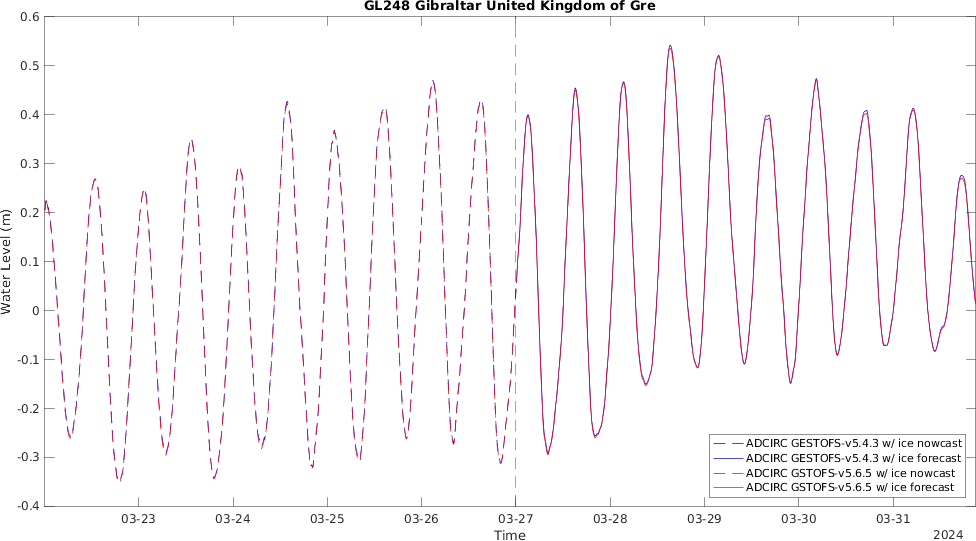 GL248 Gibraltar United Kingdom of Gre
0.6
0.5
0.4
0.3
0.2
0.1
0
-0.1
-0.2
-0.3
-0.4
Water Level (m)
03-23 03-24 03-25 03-26 03-27 03-28 03-29 03-30 03-31
Time
2024
ADCIRC GESTOFS-v5.4.3 w/ ice nowcast
ADCIRC GESTOFS-v5.4.3 w/ ice forecast
ADCIRC GSTOFS-v5.6.5 w/ ice nowcast
ADCIRC GSTOFS-v5.6.5 w/ ice forecast